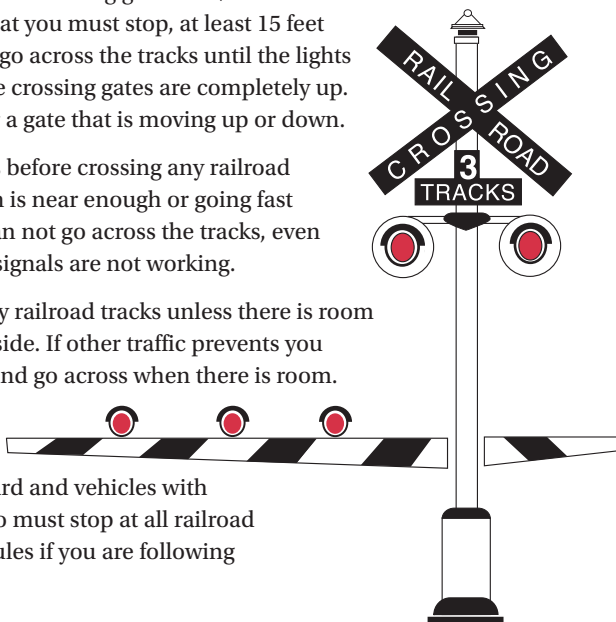 at you must stop, at least 15 feet
go across the tracks until the lights
e crossing gates are completely up.
a gate that is moving up or down.
before crossing any railroad
is near enough or going fast
n not go across the tracks, even
signals are not working.
y railroad tracks unless there is room
side. If other traffic prevents you
nd go across when there is room.
rd and vehicles with
o must stop at all railroad
ules if you are following
RAIL ROAD
CROSSING
3
TRACKS